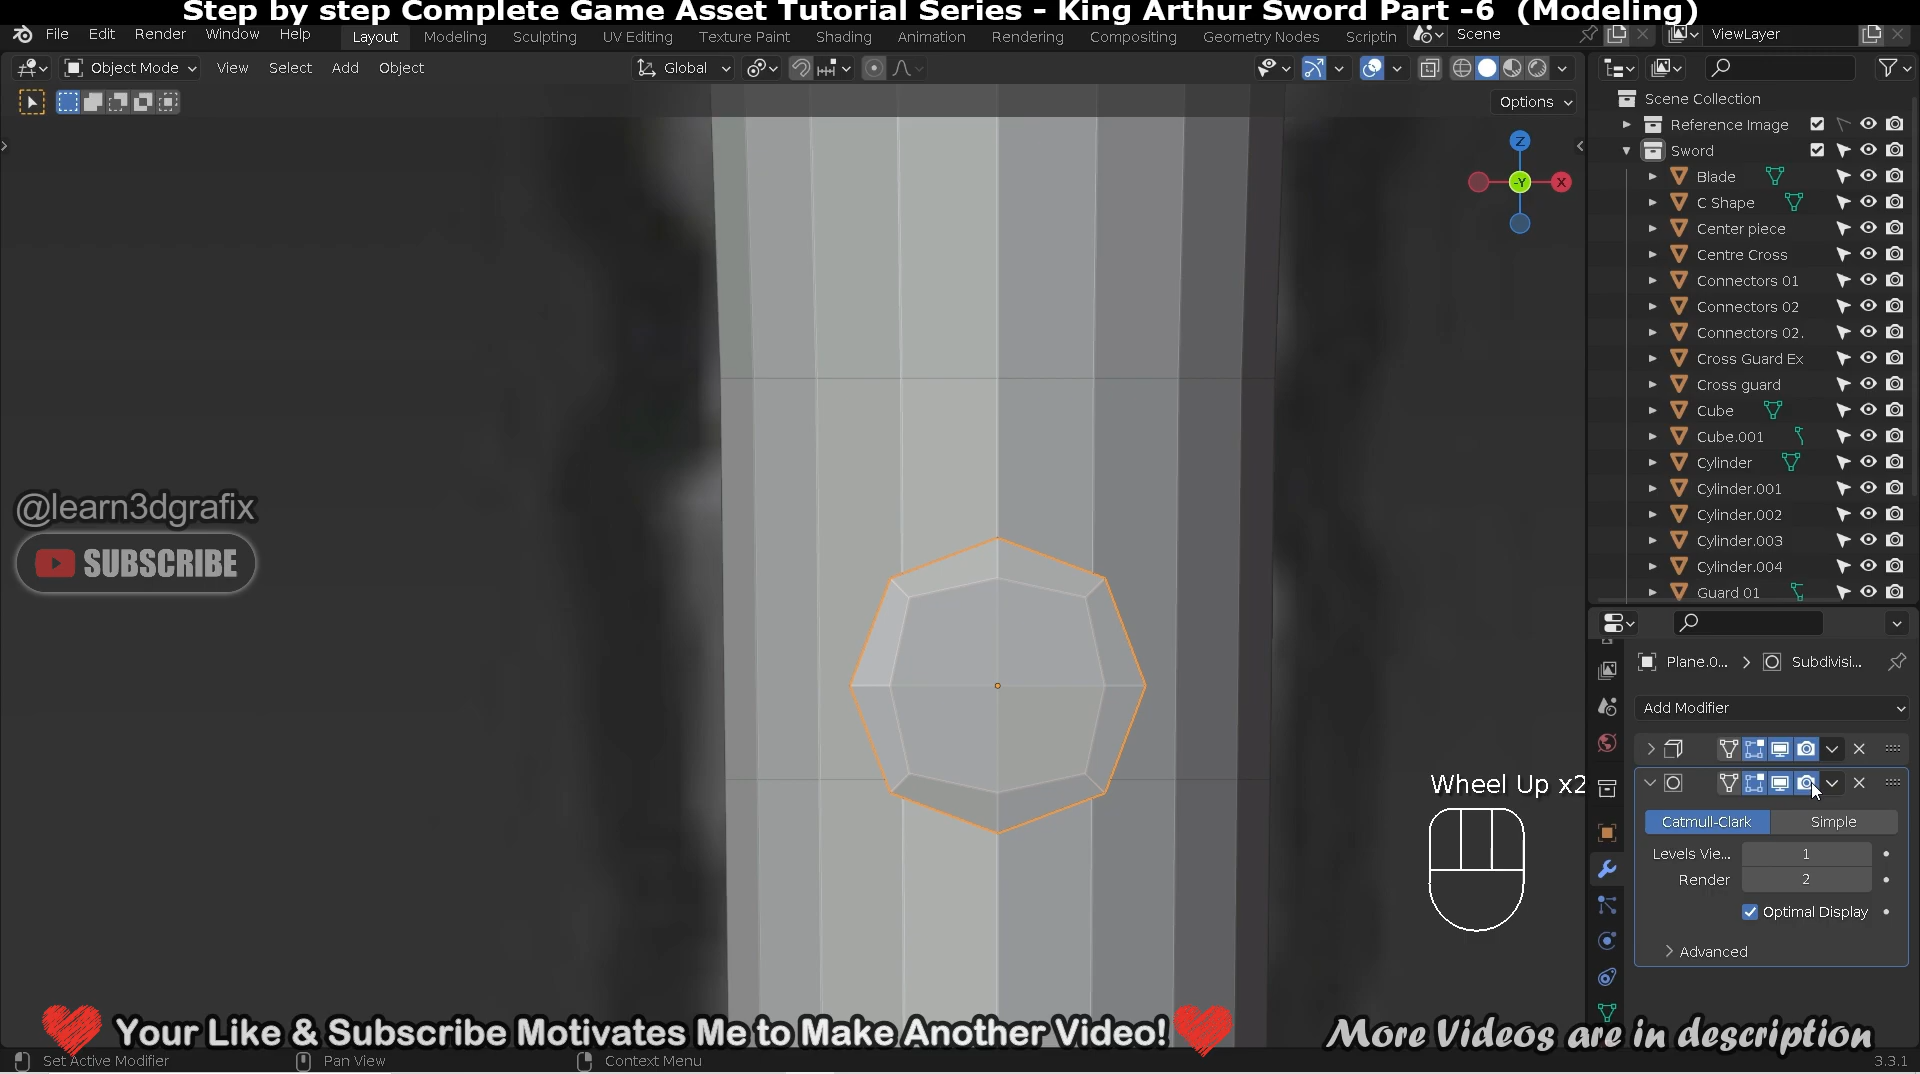 Step by step Complete Game Asset Tutorial Series - King Arthur Sword Part -6 (Modeling)
File Edit Render Window Help Layout Modeling Sculpting UV Editing Texture Paint Shading Animation Rendering Compositing Geometry Nodes Scriptin Scene ViewLayer
Object Mode View Select Add Object Global
Options
Scene Collection
Reference Image
Sword
Blade
C Shape
Center piece
Centre Cross
Connectors 01
Connectors 02
Connectors 02.
Cross Guard Ex
Cross guard
Cube
Cube.001
Cylinder
Cylinder.001
Cylinder.002
Cylinder.003
Cylinder.004
Guard 01
Z
-Y
X
@learn3dgrafix
SUBSCRIBE
Plane.0... Subdivisi...
Add Modifier
Catmull-Clark Simple
Levels Vie... 1
Render 2
Optimal Display
Advanced
Wheel Up x2
Your Like & Subscribe Motivates Me to Make Another Video!
More Videos are in description
Set Active Modifier Pan View Context Menu 3.3.1